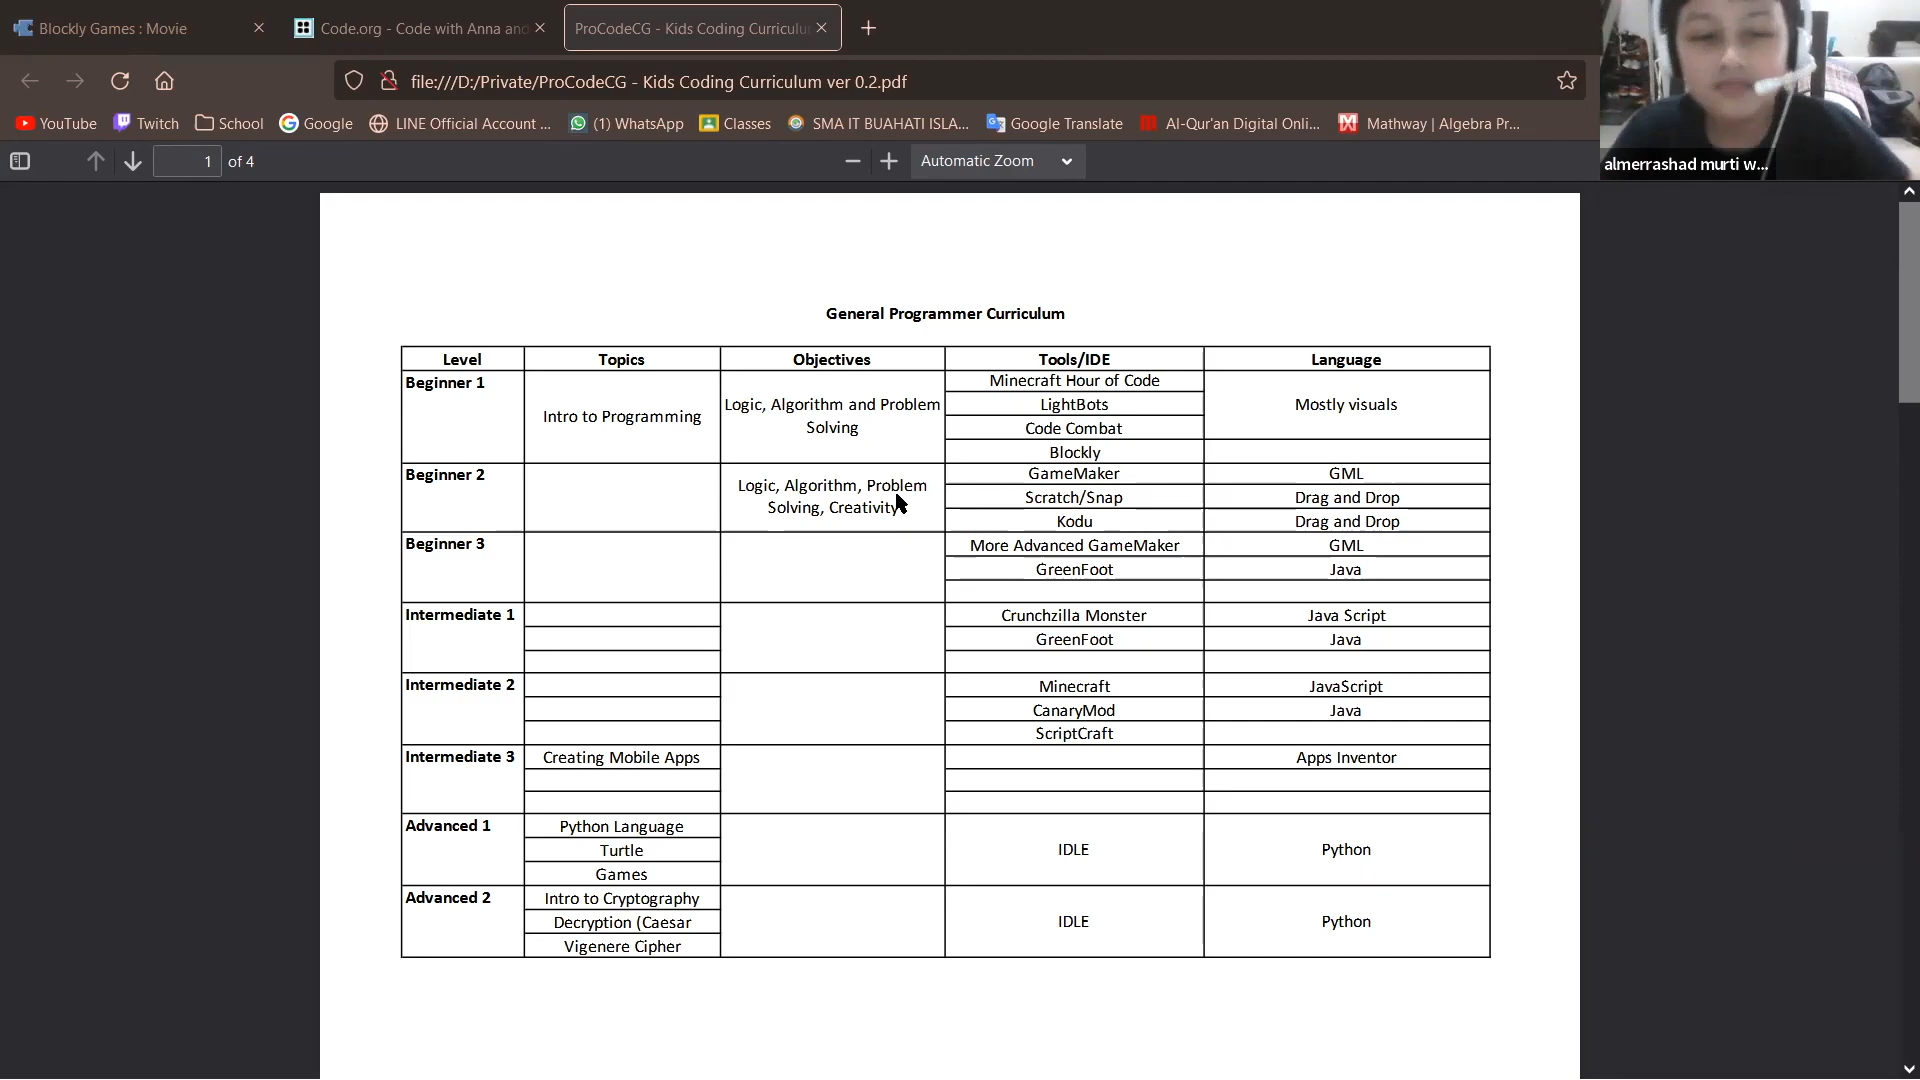 Blockly Games : Movie
Code.org - Code with Anna and
ProCodeCG - Kids Coding Curriculu
file:///D:/Private/ProCodeCG - Kids Coding Curriculum ver 0.2.pdf
YouTube Twitch School Google LINE Official Account ... (1) WhatsApp Classes SMA IT BUAHATI ISLA... Google Translate Al-Qur'an Digital Onli... Mathway | Algebra Pr...
almerrashad murti w...
1 of 4 Automatic Zoom
General Programmer Curriculum
Level Topics Objectives Tools/IDE Language
Beginner 1
Intro to Programming
Logic, Algorithm and Problem
Solving
Minecraft Hour of Code
LightBots
Code Combat
Blockly
Mostly visuals
Beginner 2
Logic, Algorithm, Problem
Solving, Creativity
GameMaker GML
Scratch/Snap Drag and Drop
Kodu Drag and Drop
Beginner 3
More Advanced GameMaker GML
GreenFoot Java
Intermediate 1
Crunchzilla Monster Java Script
GreenFoot Java
Intermediate 2
Minecraft JavaScript
CanaryMod Java
ScriptCraft
Intermediate 3 Creating Mobile Apps Apps Inventor
Advanced 1
Python Language
Turtle
Games
IDLE Python
Advanced 2
Intro to Cryptography
Decryption (Caesar
Vigenere Cipher
IDLE Python